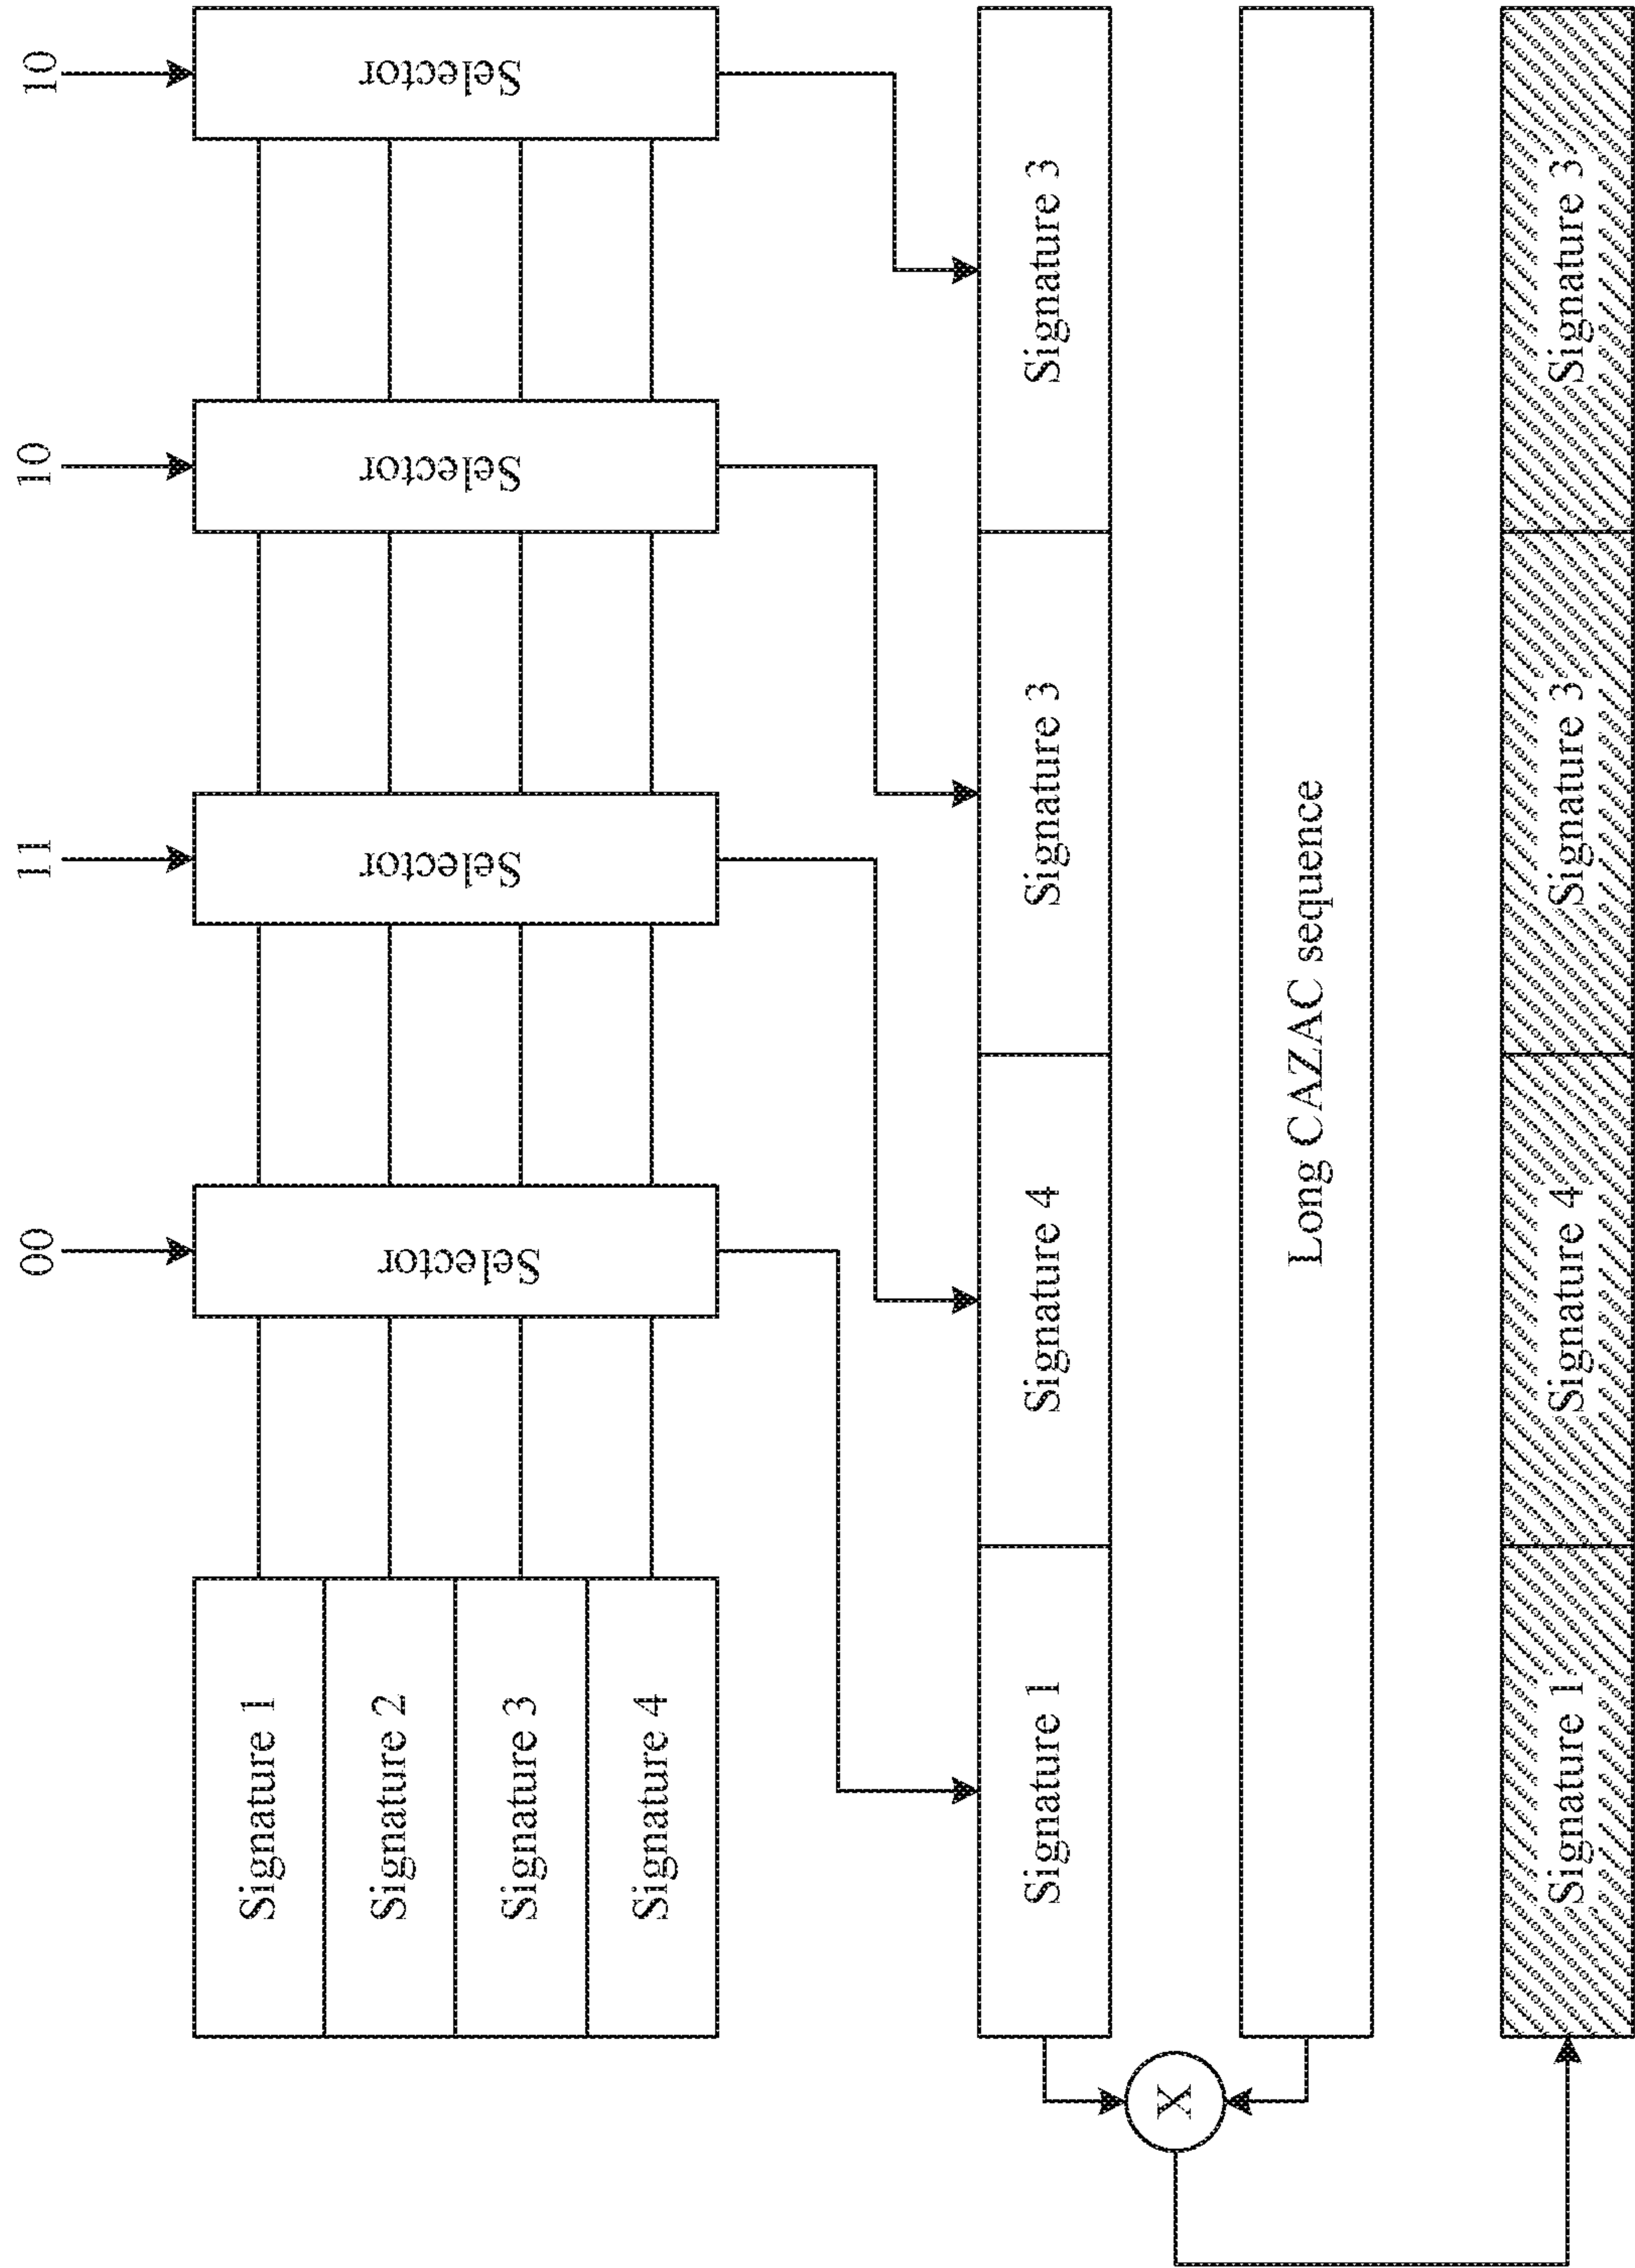 00
11
10
10
Signature 1
Signature 2
Signature 3
Signature 4
Selector
Selector
Selector
Selector
Signature 1
Signature 4
Signature 3
Signature 3
X
Long CAZAC sequence
Signature 1
Signature 4
Signature 3
Signature 3